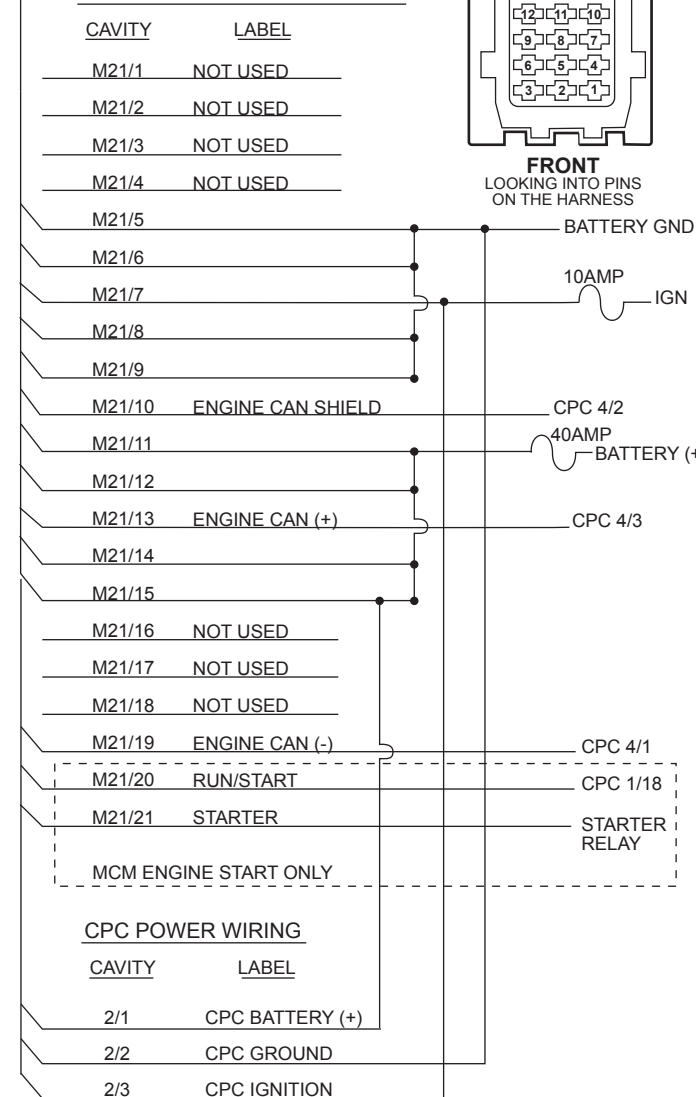 CAVITY LABEL
M21/1 NOT USED
M21/2 NOT USED
M21/3 NOT USED
M21/4 NOT USED
M21/5
M21/6
M21/7
M21/8
M21/9
M21/10 ENGINE CAN SHIELD CPC 4/2
M21/11
M21/12
M21/13 ENGINE CAN (+) CPC 4/3
M21/14
M21/15
M21/16 NOT USED
M21/17 NOT USED
M21/18 NOT USED
M21/19 ENGINE CAN (-) CPC 4/1
M21/20 RUN/START CPC 1/18
M21/21 STARTER STARTER
RELAY
MCM ENGINE START ONLY
12 11 10
9 8 7
6 5 4
3 2 1
FRONT
LOOKING INTO PINS
ON THE HARNESS
BATTERY GND
10AMP
IGN
40AMP
BATTERY (+
CPC POWER WIRING
CAVITY LABEL
2/1 CPC BATTERY (+)
2/2 CPC GROUND
2/3 CPC IGNITION